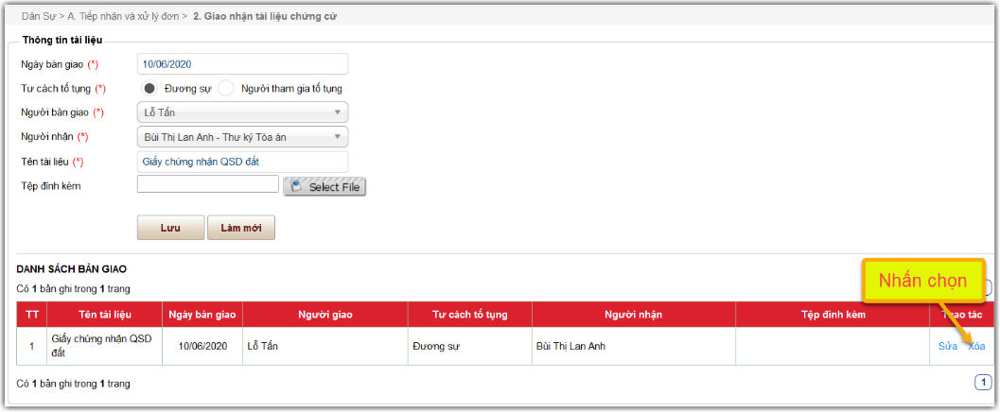 Dân Sự > A. Tiếp nhận và xử lý đơn > 2. Giao nhận tài liệu chứng cứ
Thông tin tài liệu
Ngày bàn giao (*) 10/06/2020
Tư cách tố tụng (*) Đương sự Người tham gia tố tụng
Người bàn giao (*) Lỗ Tấn
Người nhận (*) Bùi Thị Lan Anh - Thư ký Tòa án
Tên tài liệu (*) Giấy chứng nhận QSD đất
Tệp đính kèm Select File
Lưu Làm mới
DANH SÁCH BÀN GIAO
Nhấn chọn
Có 1 bản ghi trong 1 trang
TT Tên tài liệu Ngày bàn giao Người giao Tư cách tố tụng Người nhận Tệp đính kèm Thao tác
1 Giấy chứng nhận QSD đất 10/06/2020 Lỗ Tấn Đương sự Bùi Thị Lan Anh Sửa Xóa
Có 1 bản ghi trong 1 trang 1